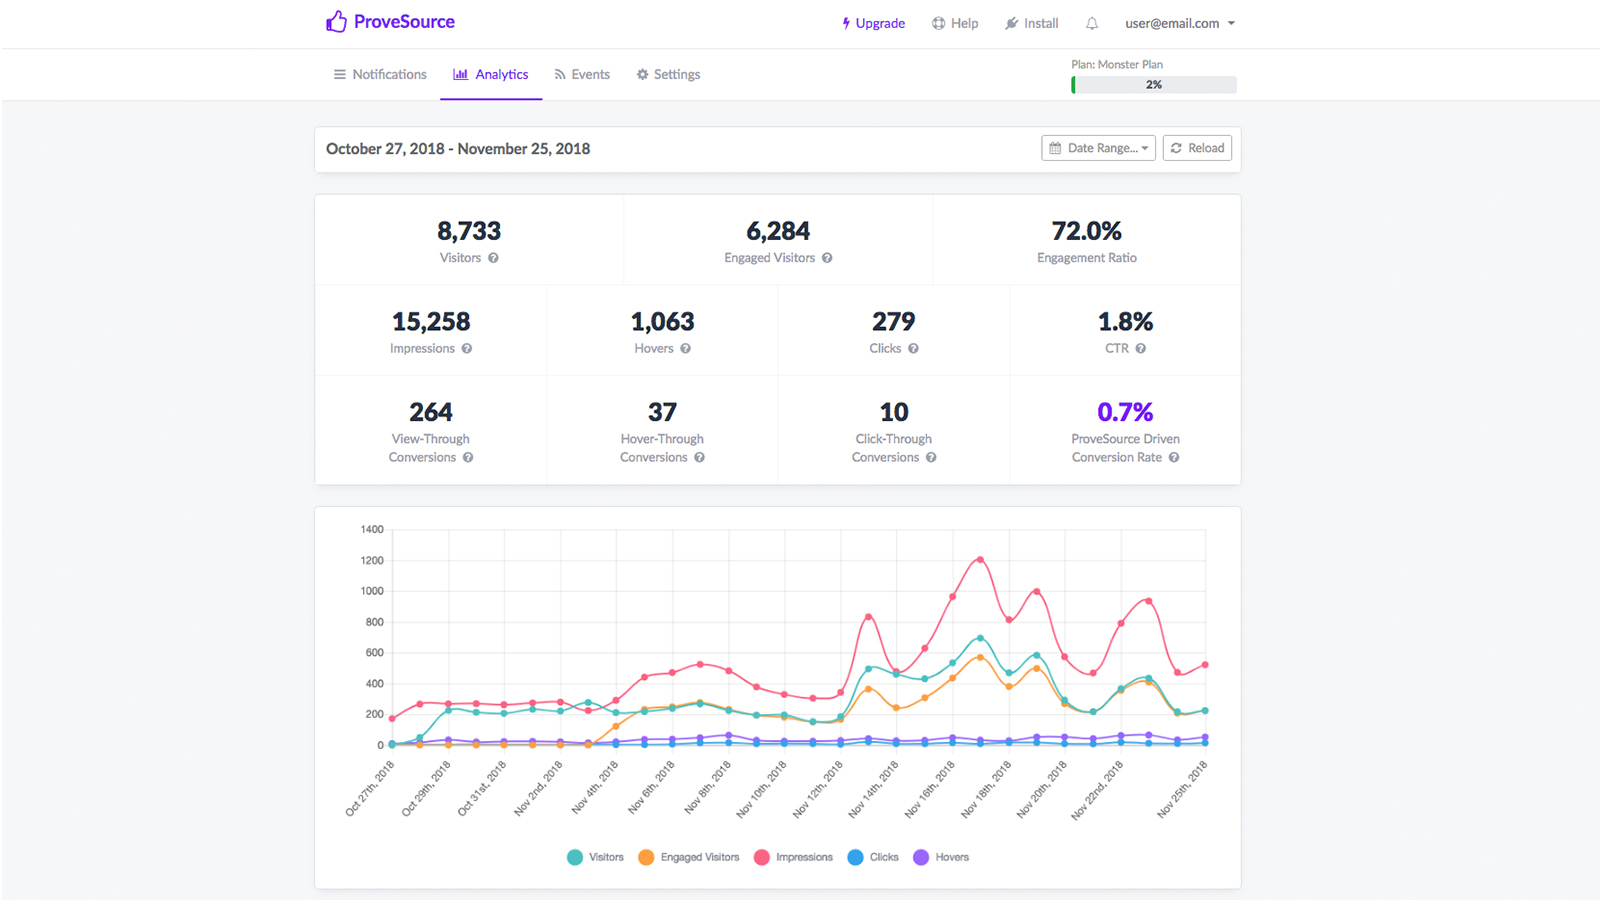 ProveSource
Upgrade Help Install user@email.com
Notifications Analytics Events Settings
Plan: Monster Plan
2%
October 27, 2018 - November 25, 2018
Date Range... Reload
8,733 6,284 72.0%
Visitors Engaged Visitors Engagement Ratio
15,258 1,063 279 1.8%
Impressions Hovers Clicks CTR
264 37 10 0.7%
View-Through Hover-Through Click-Through ProveSource Driven
Conversions Conversions Conversions Conversion Rate
1400
1200
1000
800
600
400
200
0
Oct 27th, 2018 Oct 29th, 2018 Oct 31st, 2018 Nov 2nd, 2018 Nov 4th, 2018 Nov 6th, 2018 Nov 8th, 2018 Nov 10th, 2018 Nov 12th, 2018 Nov 14th, 2018 Nov 16th, 2018 Nov 18th, 2018 Nov 20th, 2018 Nov 22nd, 2018 Nov 25th, 2018
Visitors Engaged Visitors Impressions Clicks Hovers